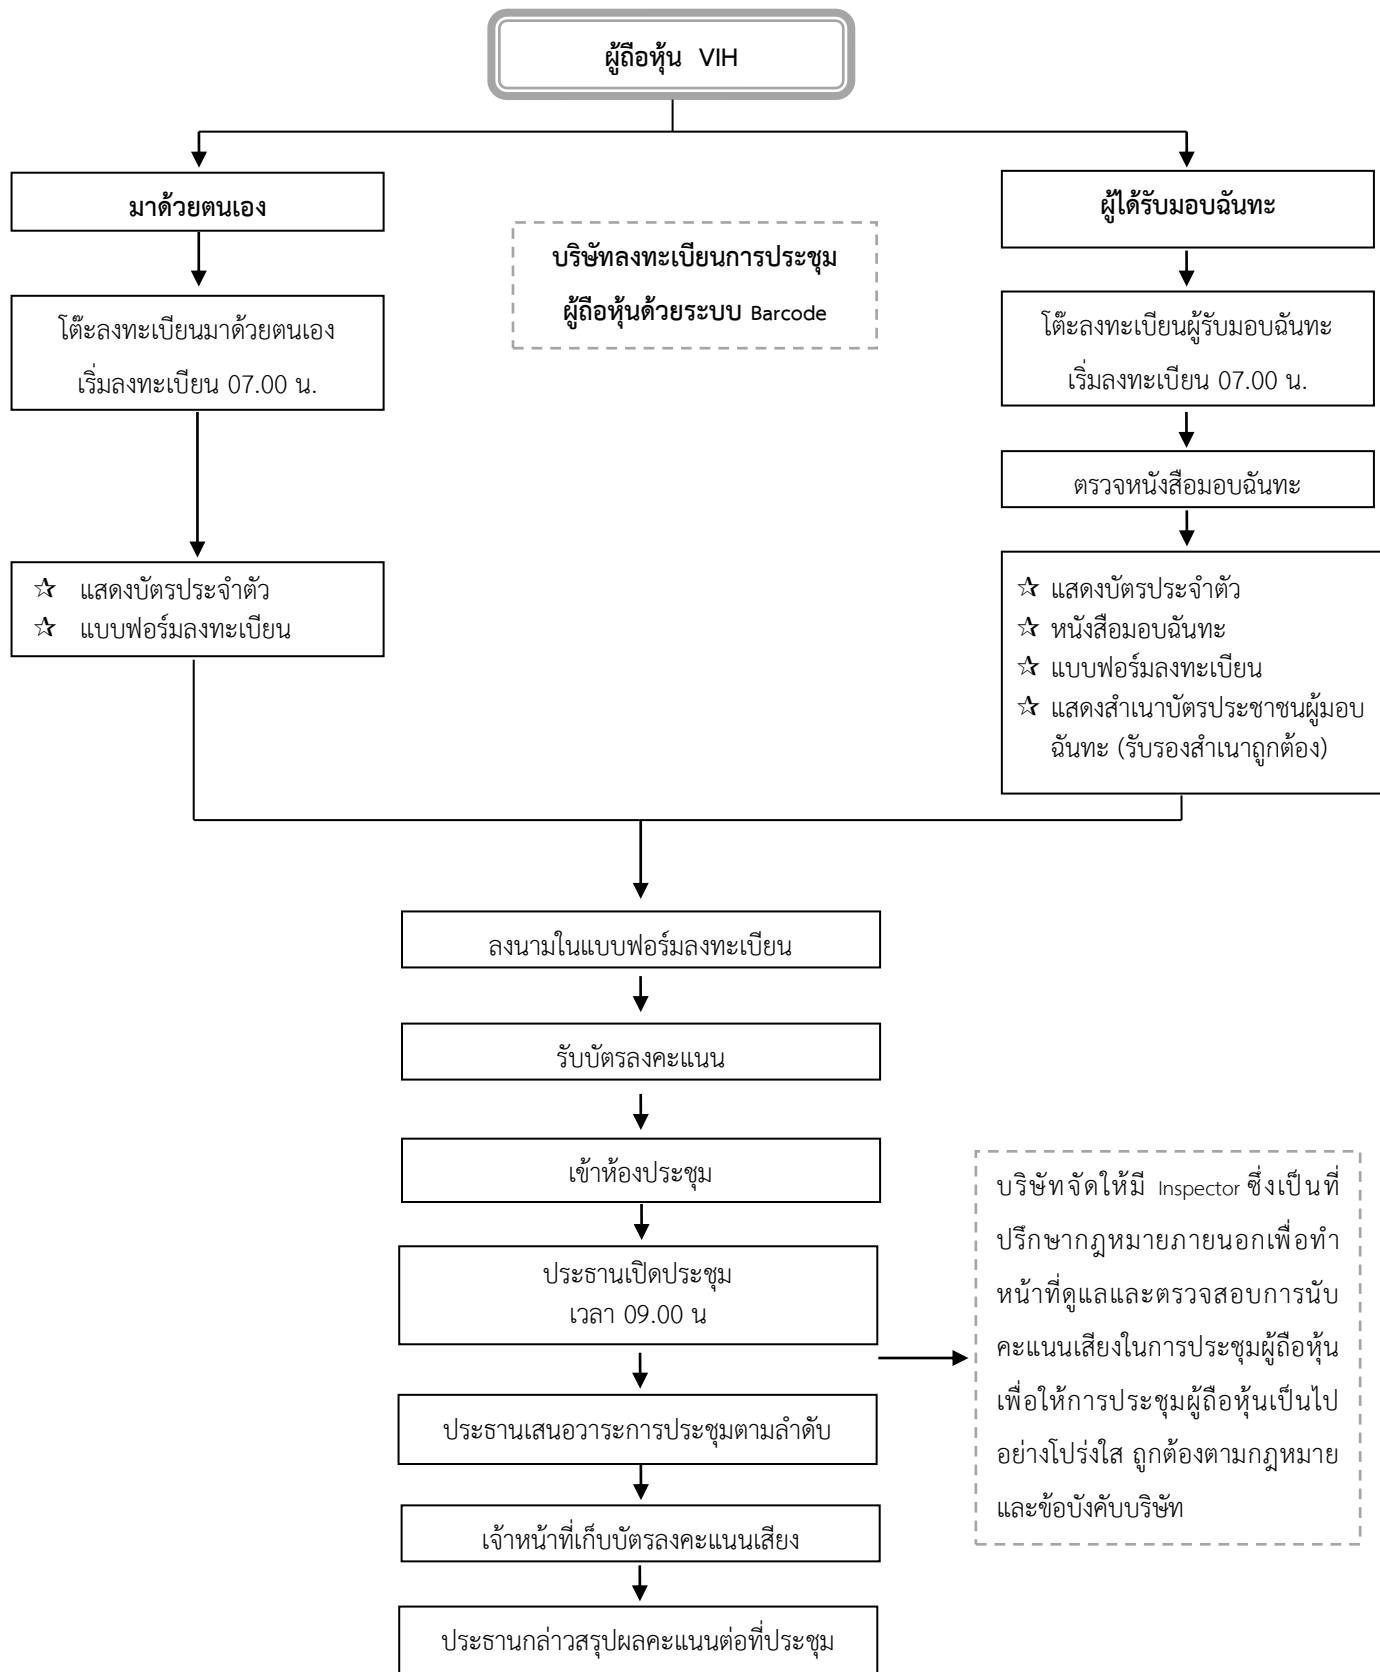 ผู้ถือหุ้น VIH
มาด้วยตนเอง
ผู้ได้รับมอบฉันทะ
บริษัทลงทะเบียนการประชุม
ผู้ถือหุ้นด้วยระบบ Barcode
โต๊ะลงทะเบียนมาด้วยตนเอง
เริ่มลงทะเบียน 07.00 น.
โต๊ะลงทะเบียนผู้รับมอบฉันทะ
เริ่มลงทะเบียน 07.00 น.
ตรวจหนังสือมอบฉันทะ
☆ แสดงบัตรประจำตัว
☆ แบบฟอร์มลงทะเบียน
☆ แสดงบัตรประจำตัว
☆ หนังสือมอบฉันทะ
☆ แบบฟอร์มลงทะเบียน
☆ แสดงสำเนาบัตรประชาชนผู้มอบ
ฉันทะ (รับรองสำเนาถูกต้อง)
ลงนามในแบบฟอร์มลงทะเบียน
รับบัตรลงคะแนน
เข้าห้องประชุม
ประธานเปิดประชุม
เวลา 09.00 น
บริษัทจัดให้มี Inspector ซึ่งเป็นที่
ปรึกษากฎหมายภายนอกเพื่อทำ
หน้าที่ดูแลและตรวจสอบการนับ
คะแนนเสียงในการประชุมผู้ถือหุ้น
เพื่อให้การประชุมผู้ถือหุ้นเป็นไป
อย่างโปร่งใส ถูกต้องตามกฎหมาย
และข้อบังคับบริษัท
ประธานเสนอวาระการประชุมตามลำดับ
เจ้าหน้าที่เก็บบัตรลงคะแนนเสียง
ประธานกล่าวสรุปผลคะแนนต่อที่ประชุม